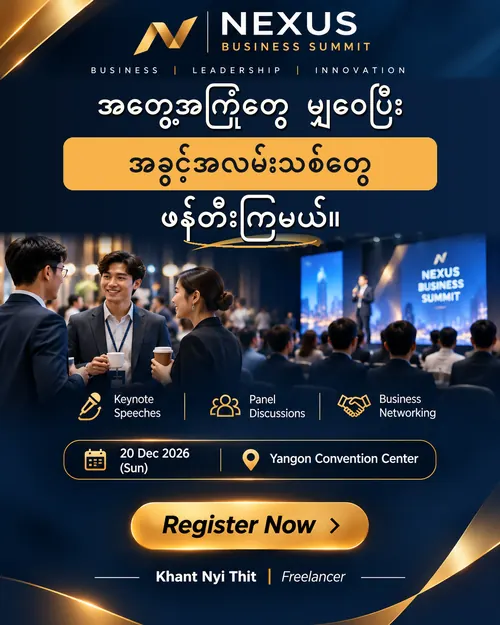 NEXUS
BUSINESS SUMMIT
BUSINESS | LEADERSHIP | INNOVATION
အတွေ့အကြုံတွေ မျှဝေပြီး
အခွင့်အလမ်းသစ်တွေ
ဖန်တီးကြမယ်။
NEXUS
BUSINESS
SUMMIT
Keynote
Speeches
Panel
Discussions
Business
Networking
20 Dec 2026
(Sun)
Yangon Convention Center
Register Now >
Khant Nyi Thit | Freelancer